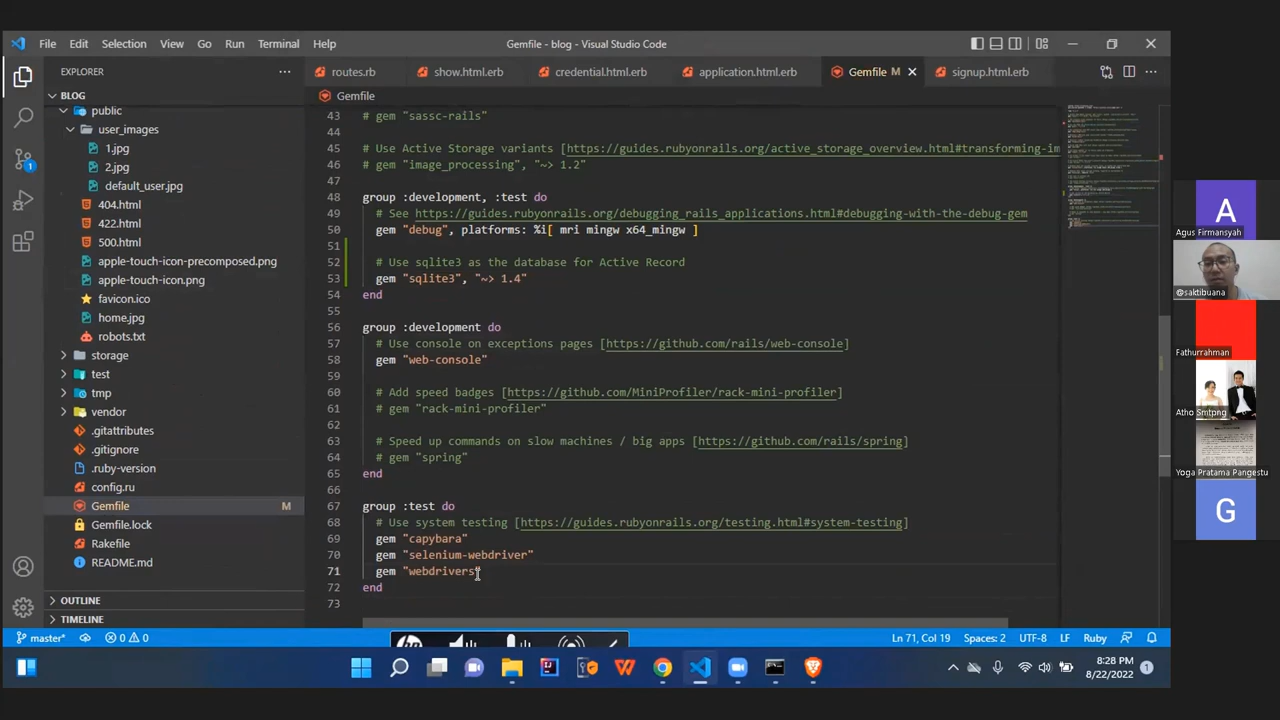 File Edit Selection View Go Run Terminal Help
Gemfile - blog - Visual Studio Code
EXPLORER
routes.rb
show.html.erb
credential.html.erb
application.html.erb
Gemfile M
signup.html.erb
BLOG
Gemfile
public
user_images
1.jpg
2.jpg
default_user.jpg
404.html
422.html
500.html
apple-touch-icon-precomposed.png
apple-touch-icon.png
favicon.ico
home.jpg
robots.txt
storage
test
tmp
vendor
.gitattributes
.gitignore
.ruby-version
config.ru
Gemfile M
Gemfile.lock
Rakefile
README.md
OUTLINE
TIMELINE
43 # gem "sassc-rails"
44
45 # Use Active Storage variants [https://guides.rubyonrails.org/active_storage_overview.html#transforming-im
46 # gem "image_processing", "~> 1.2"
47
48 group :development, :test do
49 # See https://guides.rubyonrails.org/debugging_rails_applications.html#debugging-with-the-debug-gem
50 gem "debug", platforms: %i[ mri mingw x64_mingw ]
51
52 # Use sqlite3 as the database for Active Record
53 gem "sqlite3", "~> 1.4"
54 end
55
56 group :development do
57 # Use console on exceptions pages [https://github.com/rails/web-console]
58 gem "web-console"
59
60 # Add speed badges [https://github.com/MiniProfiler/rack-mini-profiler]
61 # gem "rack-mini-profiler"
62
63 # Speed up commands on slow machines / big apps [https://github.com/rails/spring]
64 # gem "spring"
65 end
66
67 group :test do
68 # Use system testing [https://guides.rubyonrails.org/testing.html#system-testing]
69 gem "capybara"
70 gem "selenium-webdriver"
71 gem "webdrivers"
72 end
73
master* 0 0
Ln 71, Col 19 Spaces: 2 UTF-8 LF Ruby
hp
8:28 PM
8/22/2022
1
1
A
Agus Firmansyah
@saktibuana
Fathurrahman
Atho Smtpng
Yoga Pratama Pangestu
G